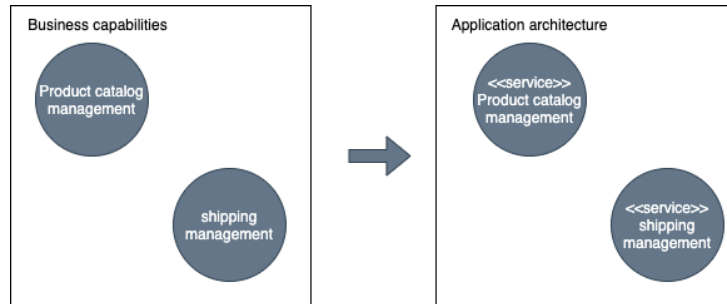 Business capabilities
Product catalog
management
shipping
management
Application architecture
<<service>>
Product catalog
management
<<service>>
shipping
management